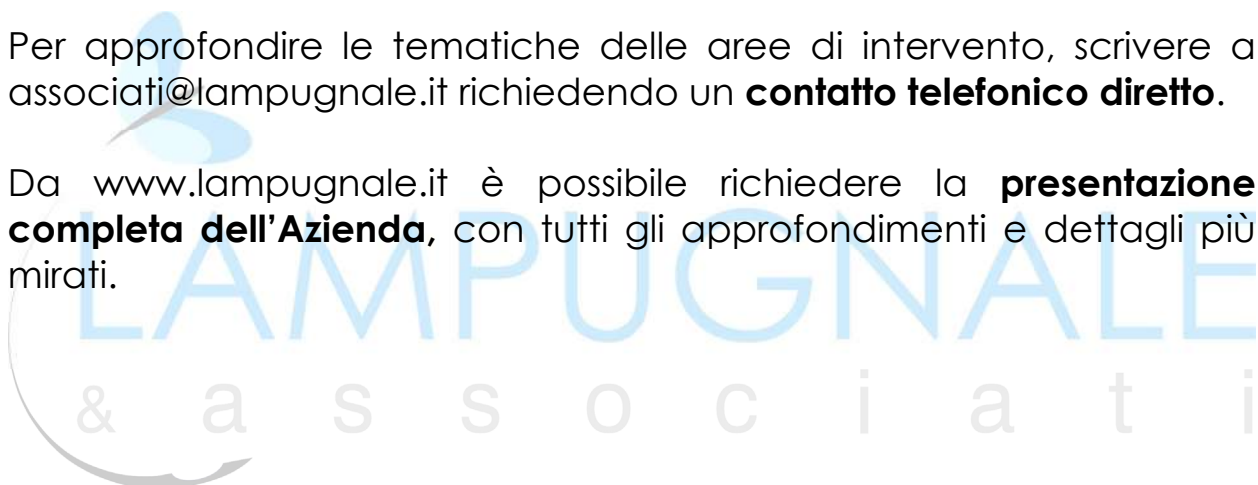 Per approfondire le tematiche delle aree di intervento, scrivere a
associati@lampugnale.it richiedendo un contatto telefonico diretto.
Da www.lampugnale.it è possibile richiedere la presentazione
completa dell’Azienda, con tutti gli approfondimenti e dettagli più
mirati.
LAMPUGNALE
& associati